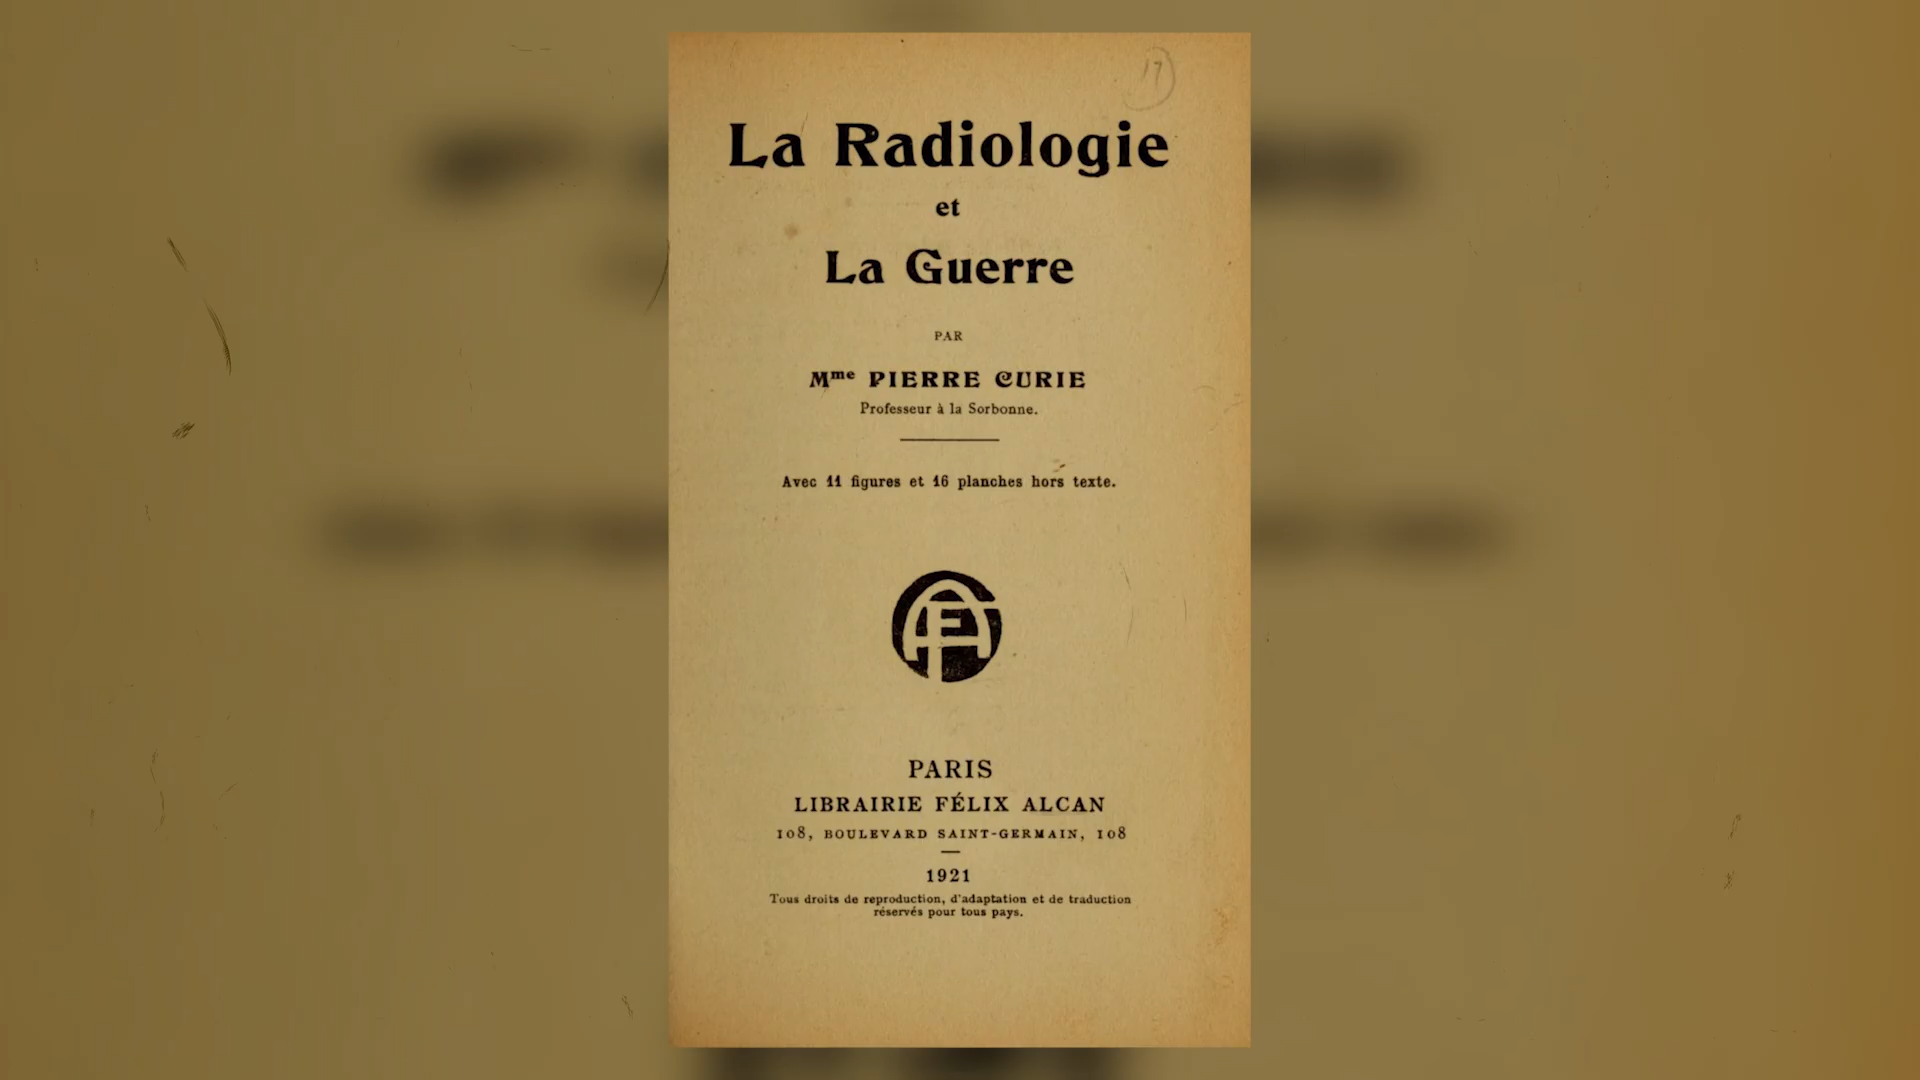 17
La Radiologie
et
La Guerre
PAR
Mme PIERRE CURIE
Professeur à la Sorbonne.
Avec 11 figures et 16 planches hors texte.
FA
PARIS
LIBRAIRIE FÉLIX ALCAN
108, BOULEVARD SAINT-GERMAIN, 108
1921
Tous droits de reproduction, d'adaptation et de traduction
réservés pour tous pays.